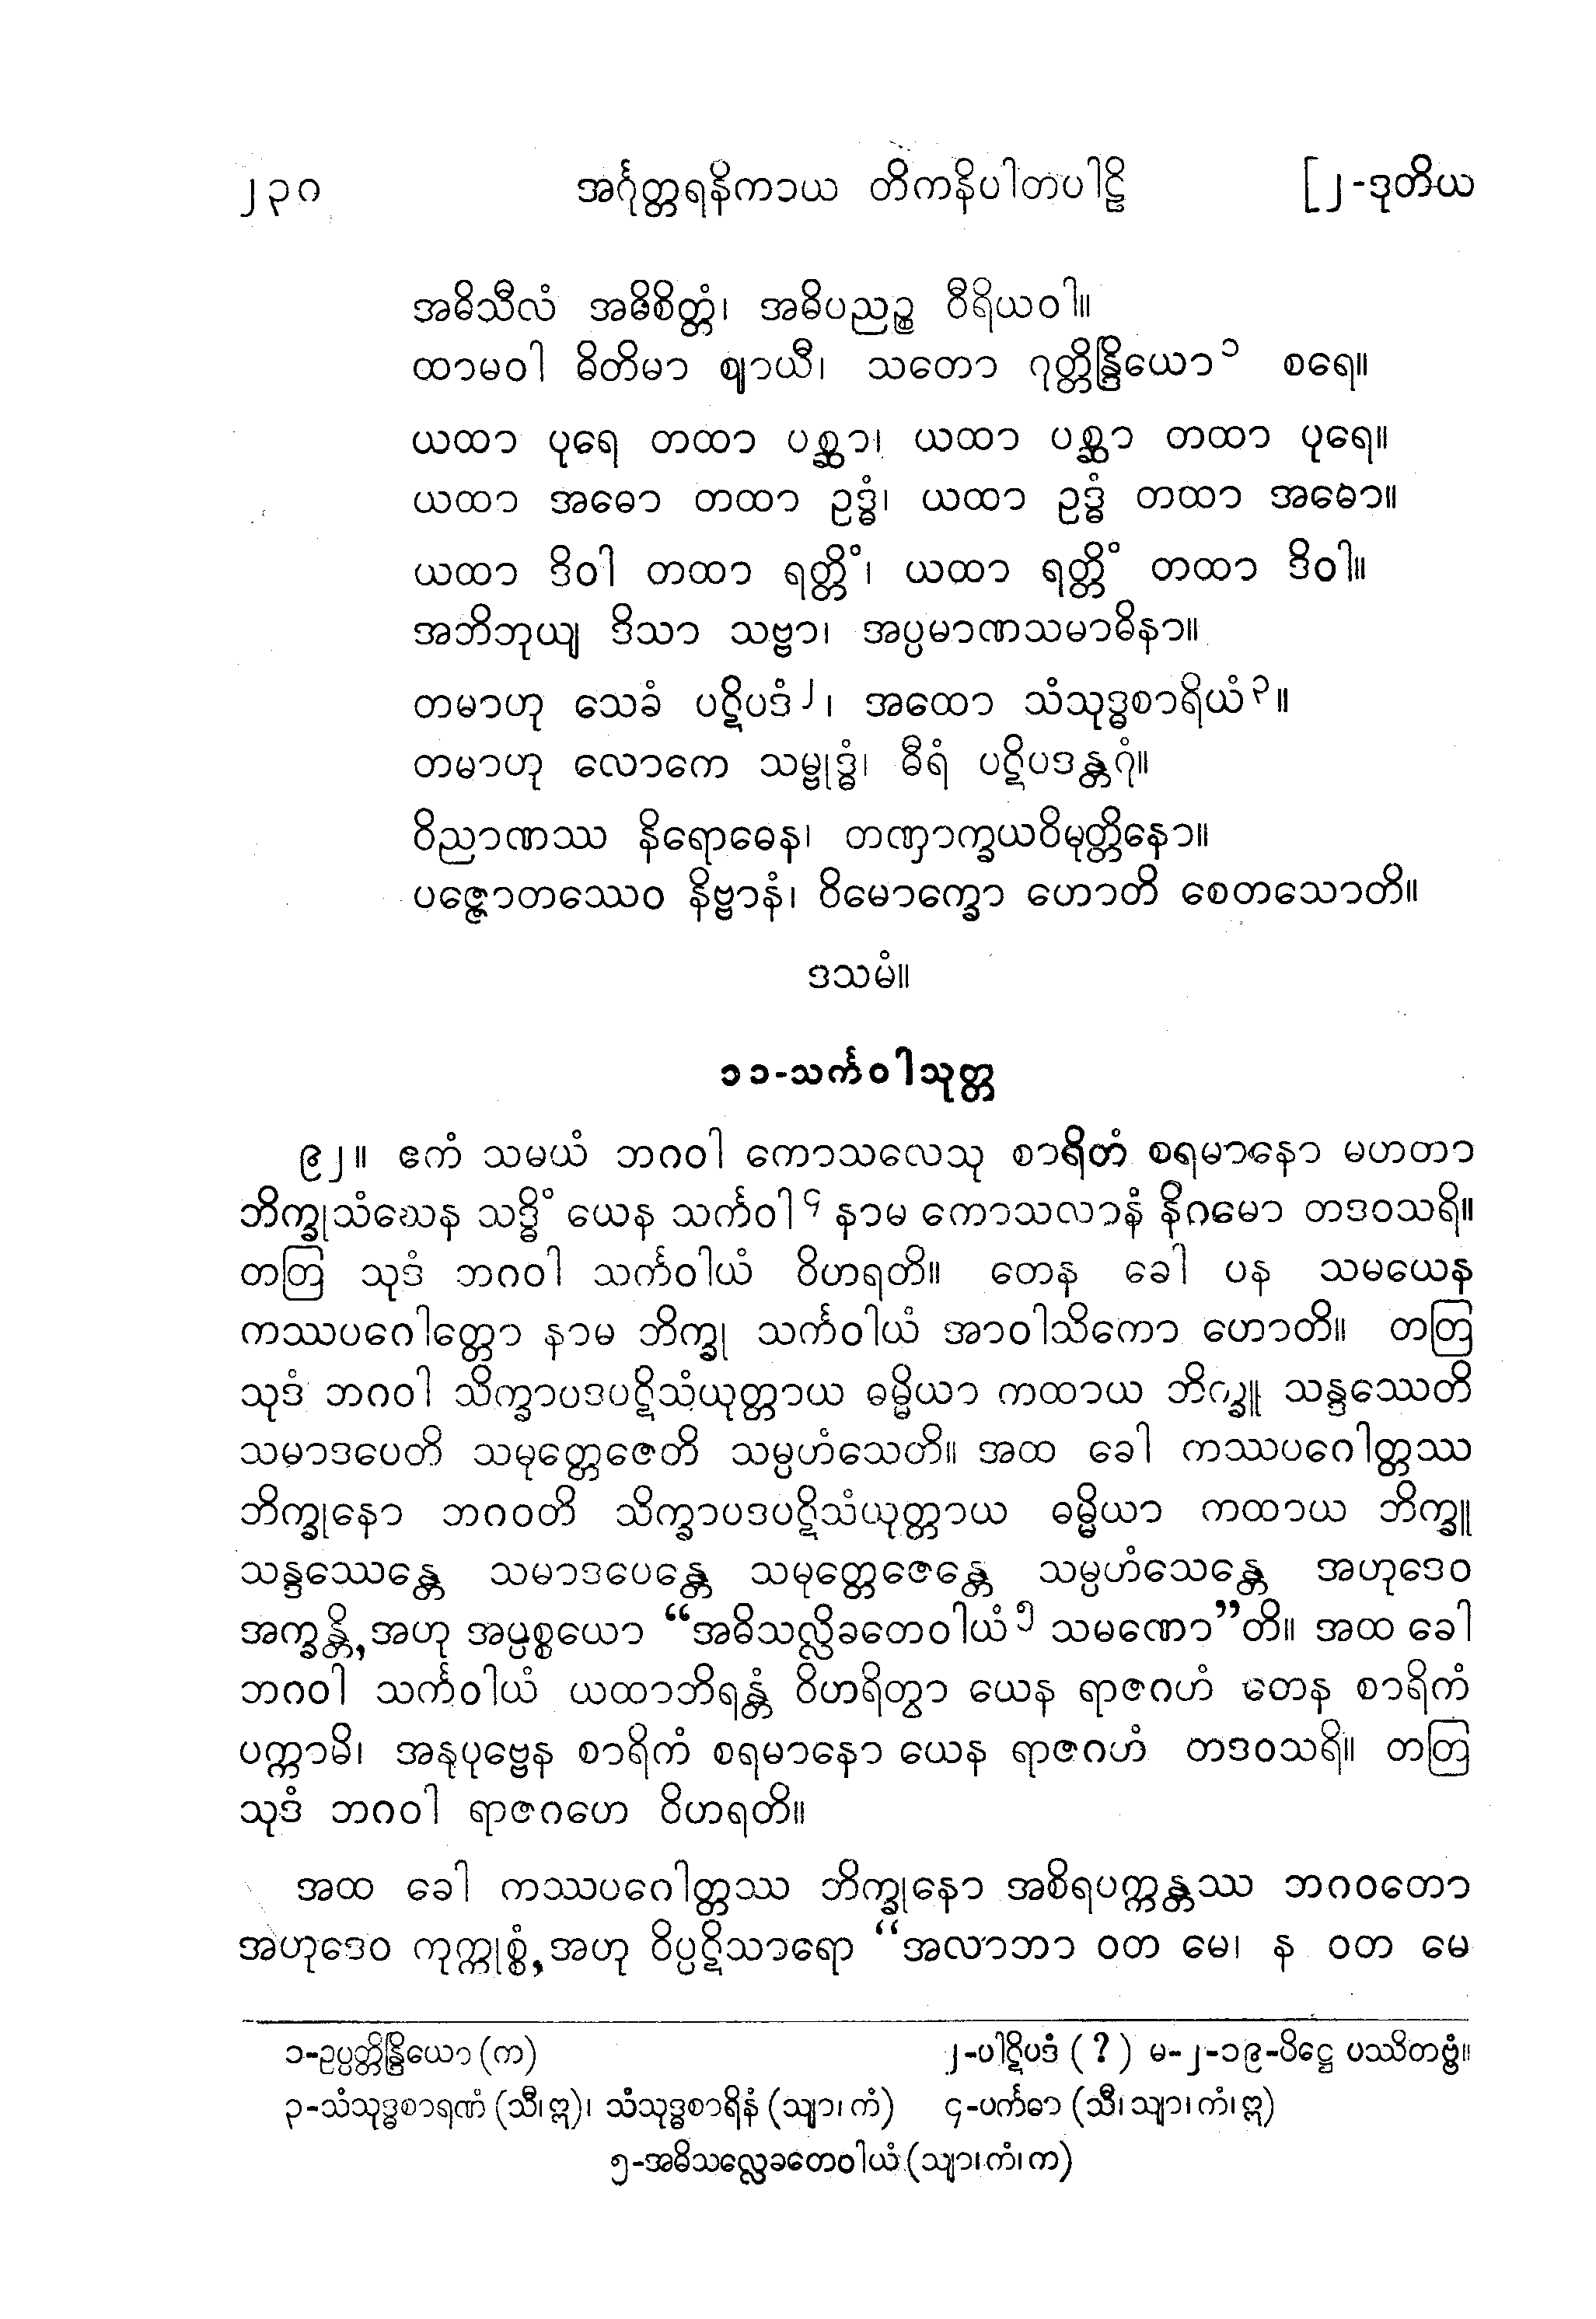 ၂၃၀ အင်္ဂုတ္တရနိကာယ တိကနိပါတပါဠိ [၂-ဒုတိယ
အဓိသီလံ အဓိစိတ္တံ၊ အဓိပညဉ္စ ဝီရိယဝါ။
ထာမဝါ ဓိတိမာ ဈာယီ၊ သတော ဂုတ္တိန္ဒြိယော၁ စရေ။
ယထာ ပုရေ တထာ ပစ္ဆာ၊ ယထာ ပစ္ဆာ တထာ ပုရေ။
ယထာ အဓော တထာ ဥဒ္ဓံ၊ ယထာ ဥဒ္ဓံ တထာ အဓော။
ယထာ ဒိဝါ တထာ ရတ္တိံ၊ ယထာ ရတ္တိံ တထာ ဒိဝါ။
အဘိဘုယျ ဒိသာ သဗ္ဗာ၊ အပ္ပမာဏသမာဓိနာ။
တမာဟု သေခံ ပဋိပဒံ၂၊ အထော သံသုဒ္ဓစာရိယံ၃။
တမာဟု လောကေ သမ္ဗုဒ္ဓံ၊ ဓီရံ ပဋိပဒန္တဂုံ။
ဝိညာဏဿ နိရောဓေန၊ တဏှာက္ခယဝိမုတ္တိနော။
ပဇ္ဇောတဿေဝ နိဗ္ဗာနံ၊ ဝိမောက္ခော ဟောတိ စေတသောတိ။
ဒသမံ။
၁၁-သင်္ကဝါသုတ္တ
၉၂။ ဧကံ သမယံ ဘဂဝါ ကောသလေသု စာရိတံ စရမာနော မဟတာ
ဘိက္ခုသံဃေန သဒ္ဓိံ ယေန သင်္ကဝါ၄ နာမ ကောသလာနံ နိဂမော တဒဝသရိ။
တတြ သုဒံ ဘဂဝါ သင်္ကဝါယံ ဝိဟရတိ။ တေန ခေါ ပန သမယေန
ကဿပဂေါတ္တော နာမ ဘိက္ခု သင်္ကဝါယံ အာဝါသိကော ဟောတိ။ တတြ
သုဒံ ဘဂဝါ သိက္ခာပဒပဋိသံယုတ္တာယ ဓမ္မိယာ ကထာယ ဘိက္ခူ သန္ဒဿေတိ
သမာဒပေတိ သမုတ္တေဇေတိ သမ္ပဟံသေတိ။ အထ ခေါ ကဿပဂေါတ္တဿ
ဘိက္ခုနော ဘဂဝတိ သိက္ခာပဒပဋိသံယုတ္တာယ ဓမ္မိယာ ကထာယ ဘိက္ခူ
သန္ဒဿေန္တေ သမာဒပေန္တေ သမုတ္တေဇေန္တေ သမ္ပဟံသေန္တေ အဟုဒေဝ
အက္ခန္တိ, အဟု အပ္ပစ္စယော “အဓိသလ္လိခတေဝါယံ၅ သမဏော”တိ။ အထ ခေါ
ဘဂဝါ သင်္ကဝါယံ ယထာဘိရန္တံ ဝိဟရိတွာ ယေန ရာဇဂဟံ တေန စာရိကံ
ပက္ကာမိ၊ အနုပုဗ္ဗေန စာရိကံ စရမာနော ယေန ရာဇဂဟံ တဒဝသရိ။ တတြ
သုဒံ ဘဂဝါ ရာဇဂဟေ ဝိဟရတိ။
အထ ခေါ ကဿပဂေါတ္တဿ ဘိက္ခုနော အစိရပက္ကန္တဿ ဘဂဝတော
အဟုဒေဝ ကုက္ကုစ္စံ, အဟု ဝိပ္ပဋိသာရော “အလာဘာ ဝတ မေ၊ န ဝတ မေ
၁-ဥပ္ပတ္တိန္ဒြိယော (က) ၂-ပါဋိပဒံ (?) မ-၂-၁၉-ပိဋ္ဌေ ပဿိတဗ္ဗံ။
၃-သံသုဒ္ဓစာရဏံ (သီ၊ဣ)၊ သံသုဒ္ဓစာရိနံ (သျာ၊ ကံ) ၄-ပင်္ကဓာ (သီ၊ သျာ၊ ကံ၊ ဣ)
၅-အဓိသလ္လေခတေဝါယံ (သျာ၊ ကံ၊ က)